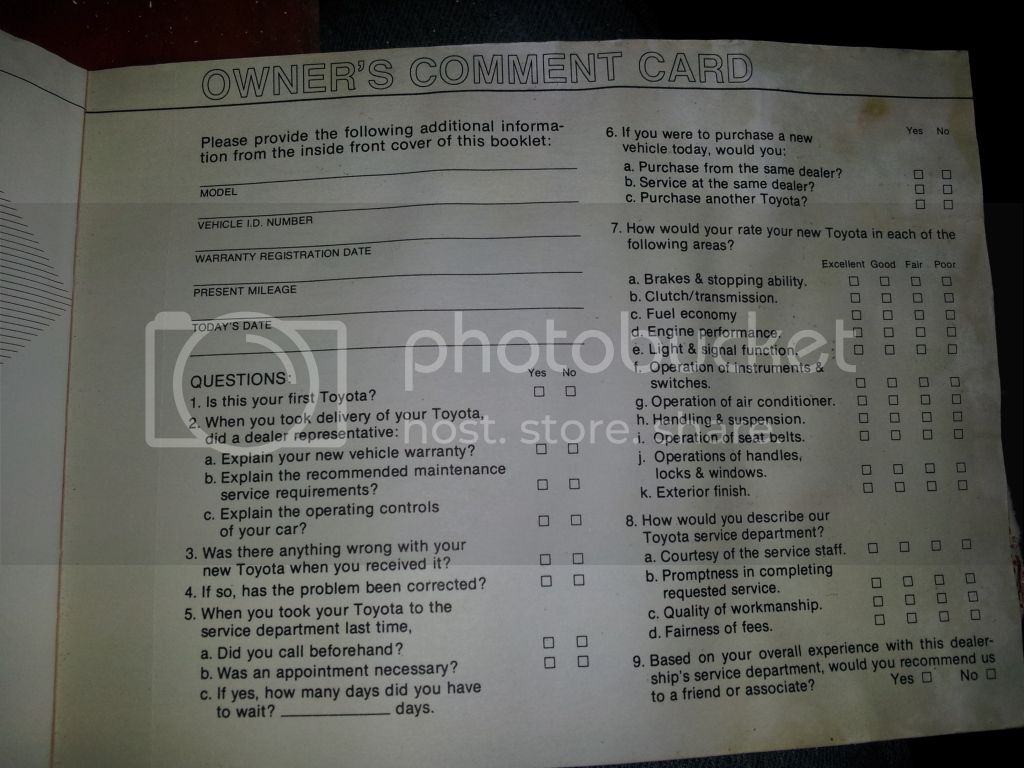 OWNER'S COMMENT CARD
Please provide the following additional informa-
tion from the inside front cover of this booklet:
MODEL
VEHICLE I.D. NUMBER
WARRANTY REGISTRATION DATE
PRESENT MILEAGE
TODAY'S DATE
QUESTIONS: Yes No
1. Is this your first Toyota?
2. When you took delivery of your Toyota,
did a dealer representative:
a. Explain your new vehicle warranty?
b. Explain the recommended maintenance
service requirements?
c. Explain the operating controls
of your car?
3. Was there anything wrong with your
new Toyota when you received it?
4. If so, has the problem been corrected?
5. When you took your Toyota to the
service department last time,
a. Did you call beforehand?
b. Was an appointment necessary?
c. If yes, how many days did you have
to wait? ______________ days.
6. If you were to purchase a new Yes No
vehicle today, would you:
a. Purchase from the same dealer?
b. Service at the same dealer?
c. Purchase another Toyota?
7. How would your rate your new Toyota in each of the
following areas?
Excellent Good Fair Poor
a. Brakes & stopping ability.
b. Clutch/transmission.
c. Fuel economy
d. Engine performance.
e. Light & signal function.
f. Operation of instruments &
switches.
g. Operation of air conditioner.
h. Handling & suspension.
i. Operation of seat belts.
j. Operations of handles,
locks & windows.
k. Exterior finish.
8. How would you describe our
Toyota service department?
a. Courtesy of the service staff.
b. Promptness in completing
requested service.
c. Quality of workmanship.
d. Fairness of fees.
9. Based on your overall experience with this dealer-
ship's service department, would you recommend us
to a friend or associate? Yes No
photobucket
host. store. share.